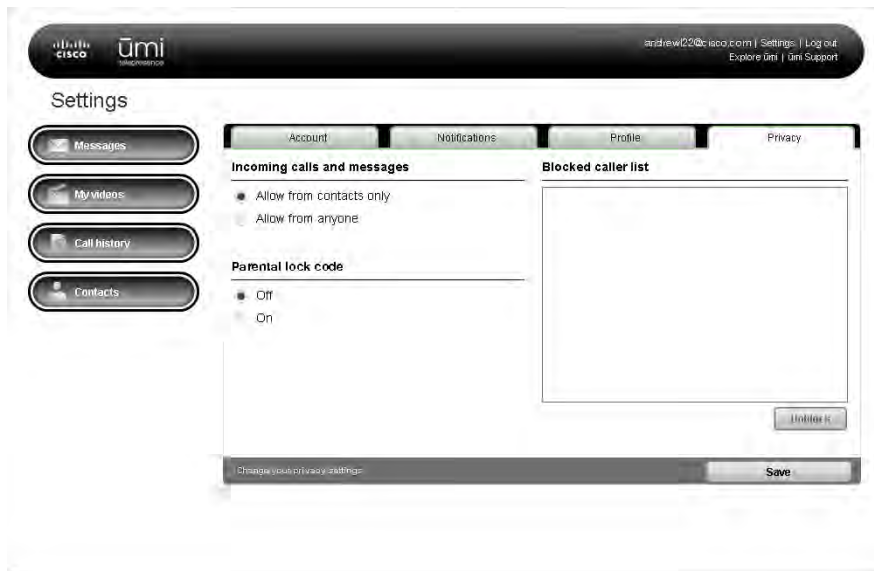 cisco
ūmi
telepresence
andrewl22@cisco.com | Settings | Log out
Explore ūmi | ūmi Support
Settings
Messages
My videos
Call history
Contacts
Account
Notifications
Profile
Privacy
Incoming calls and messages
Allow from contacts only
Allow from anyone
Parental lock code
Off
On
Blocked caller list
Unblock
Change your privacy settings
Save